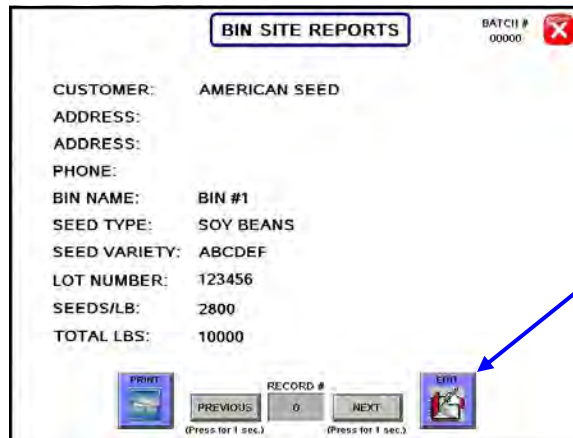 BIN SITE REPORTS
BATCH #
00000
CUSTOMER: AMERICAN SEED
ADDRESS:
ADDRESS:
PHONE:
BIN NAME: BIN #1
SEED TYPE: SOY BEANS
SEED VARIETY: ABCDEF
LOT NUMBER: 123456
SEEDS/LB: 2800
TOTAL LBS: 10000
PRINT
RECORD #
EDIT
PREVIOUS 0 NEXT
(Press for 1 sec.) (Press for 1 sec.)